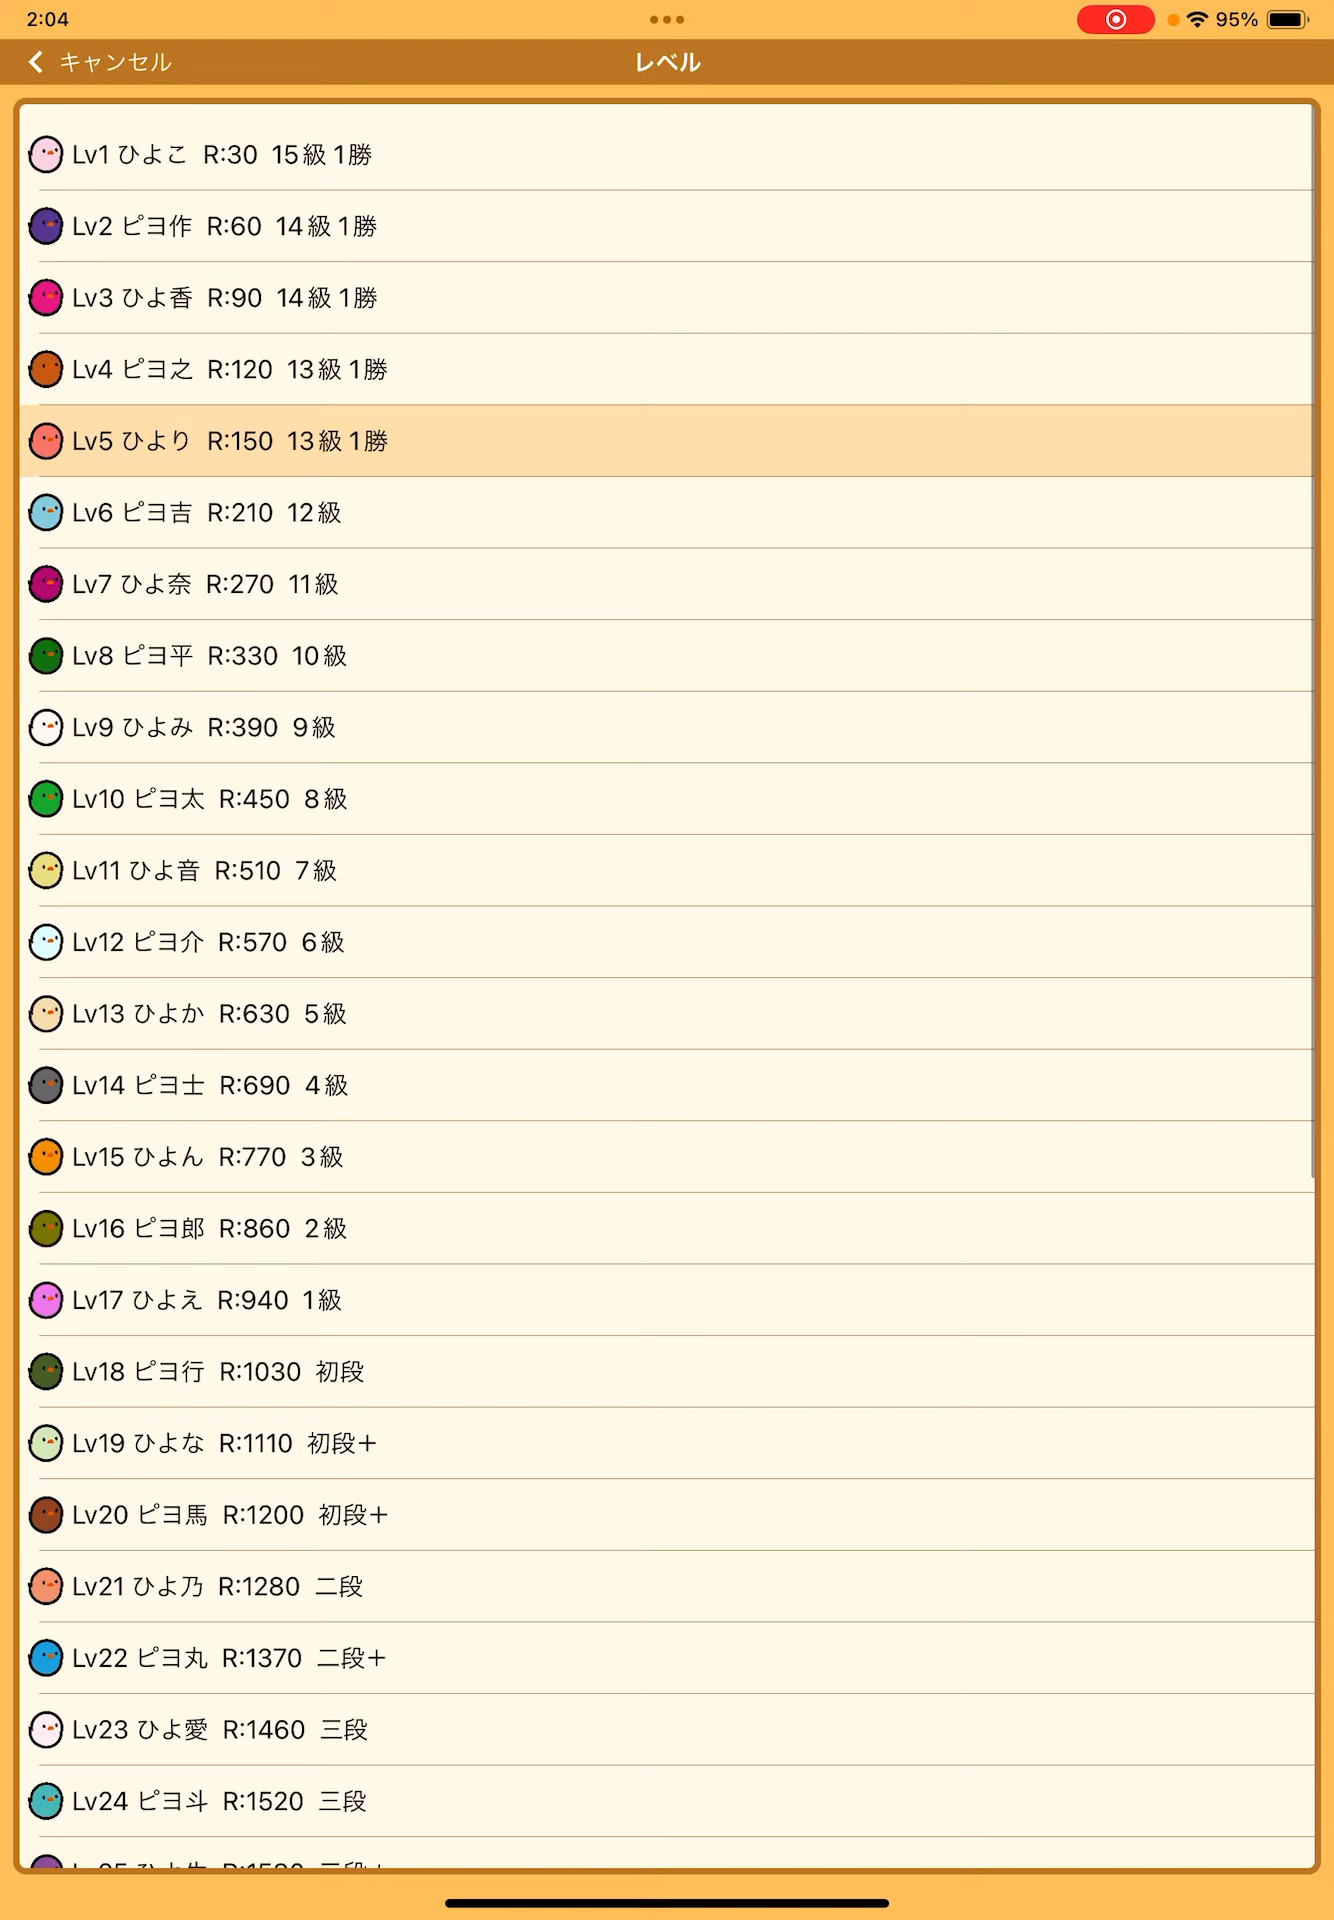 2:04
95%
キャンセル
レベル
Lv1 ひよこ R:30 15級 1勝
Lv2 ピヨ作 R:60 14級 1勝
Lv3 ひよ香 R:90 14級 1勝
Lv4 ピヨ之 R:120 13級 1勝
Lv5 ひより R:150 13級 1勝
Lv6 ピヨ吉 R:210 12級
Lv7 ひよ奈 R:270 11級
Lv8 ピヨ平 R:330 10級
Lv9 ひよみ R:390 9級
Lv10 ピヨ太 R:450 8級
Lv11 ひよ音 R:510 7級
Lv12 ピヨ介 R:570 6級
Lv13 ひよか R:630 5級
Lv14 ピヨ士 R:690 4級
Lv15 ひよん R:770 3級
Lv16 ピヨ郎 R:860 2級
Lv17 ひよえ R:940 1級
Lv18 ピヨ行 R:1030 初段
Lv19 ひよな R:1110 初段＋
Lv20 ピヨ馬 R:1200 初段＋
Lv21 ひよ乃 R:1280 二段
Lv22 ピヨ丸 R:1370 二段＋
Lv23 ひよ愛 R:1460 三段
Lv24 ピヨ斗 R:1520 三段